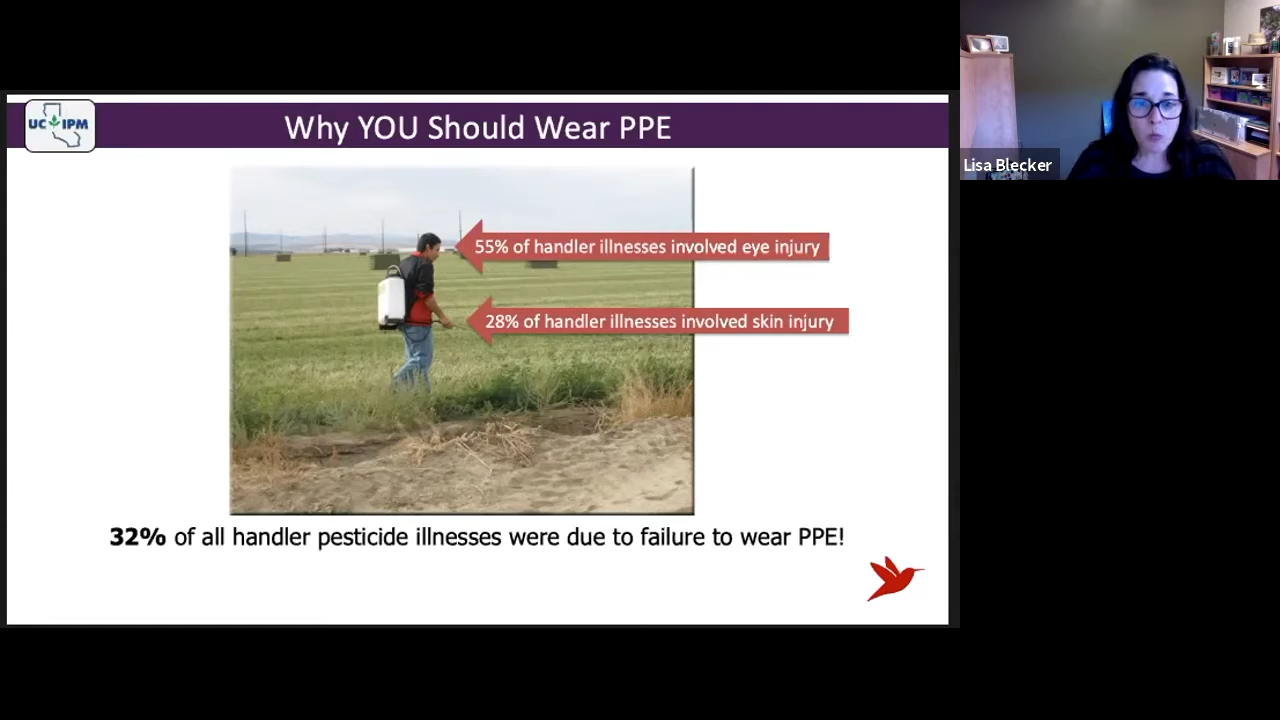 UC IPM
Why YOU Should Wear PPE
55% of handler illnesses involved eye injury
28% of handler illnesses involved skin injury
32% of all handler pesticide illnesses were due to failure to wear PPE!
Lisa Blecker